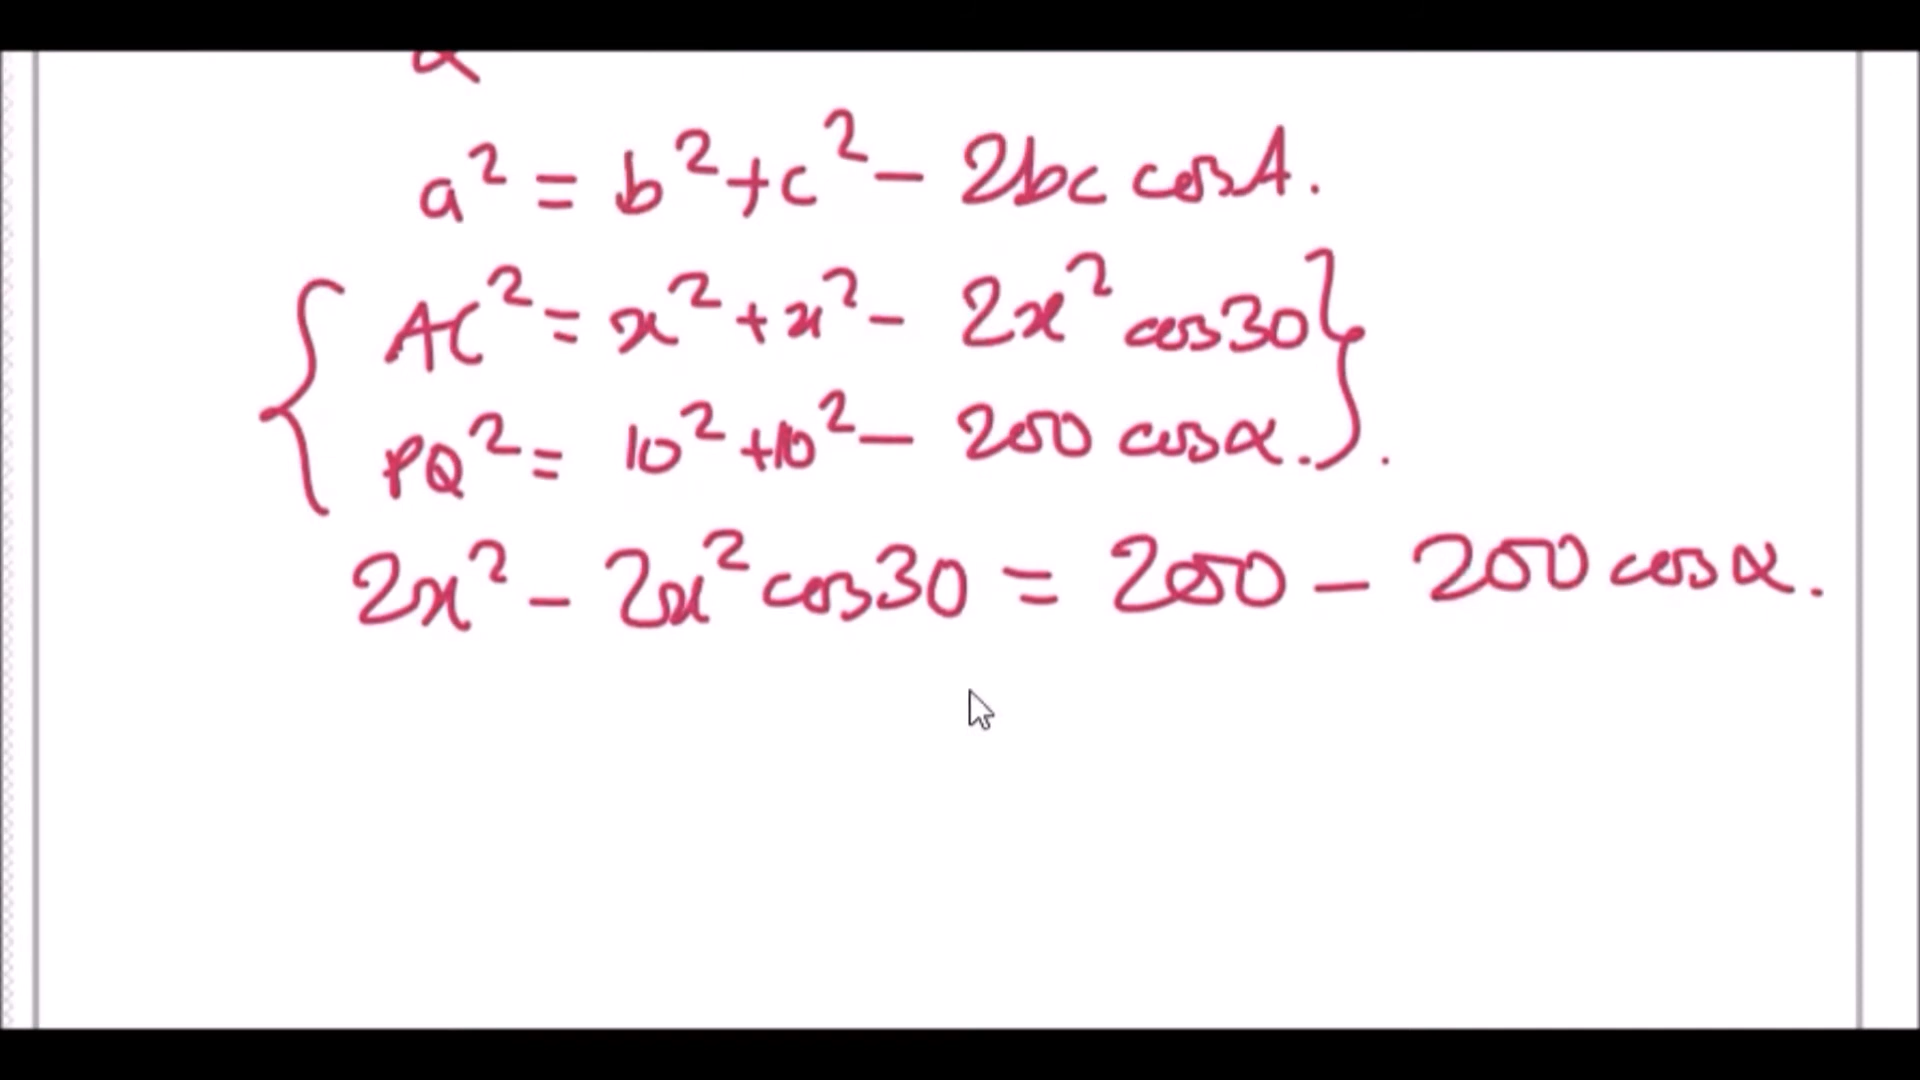 α
a² = b² + c² - 2bc cosA.
{ AC² = x² + x² - 2x² cos30 }
PQ² = 10² + 10² - 200 cosα. .
2x² - 2x² cos30 = 200 - 200 cosα.